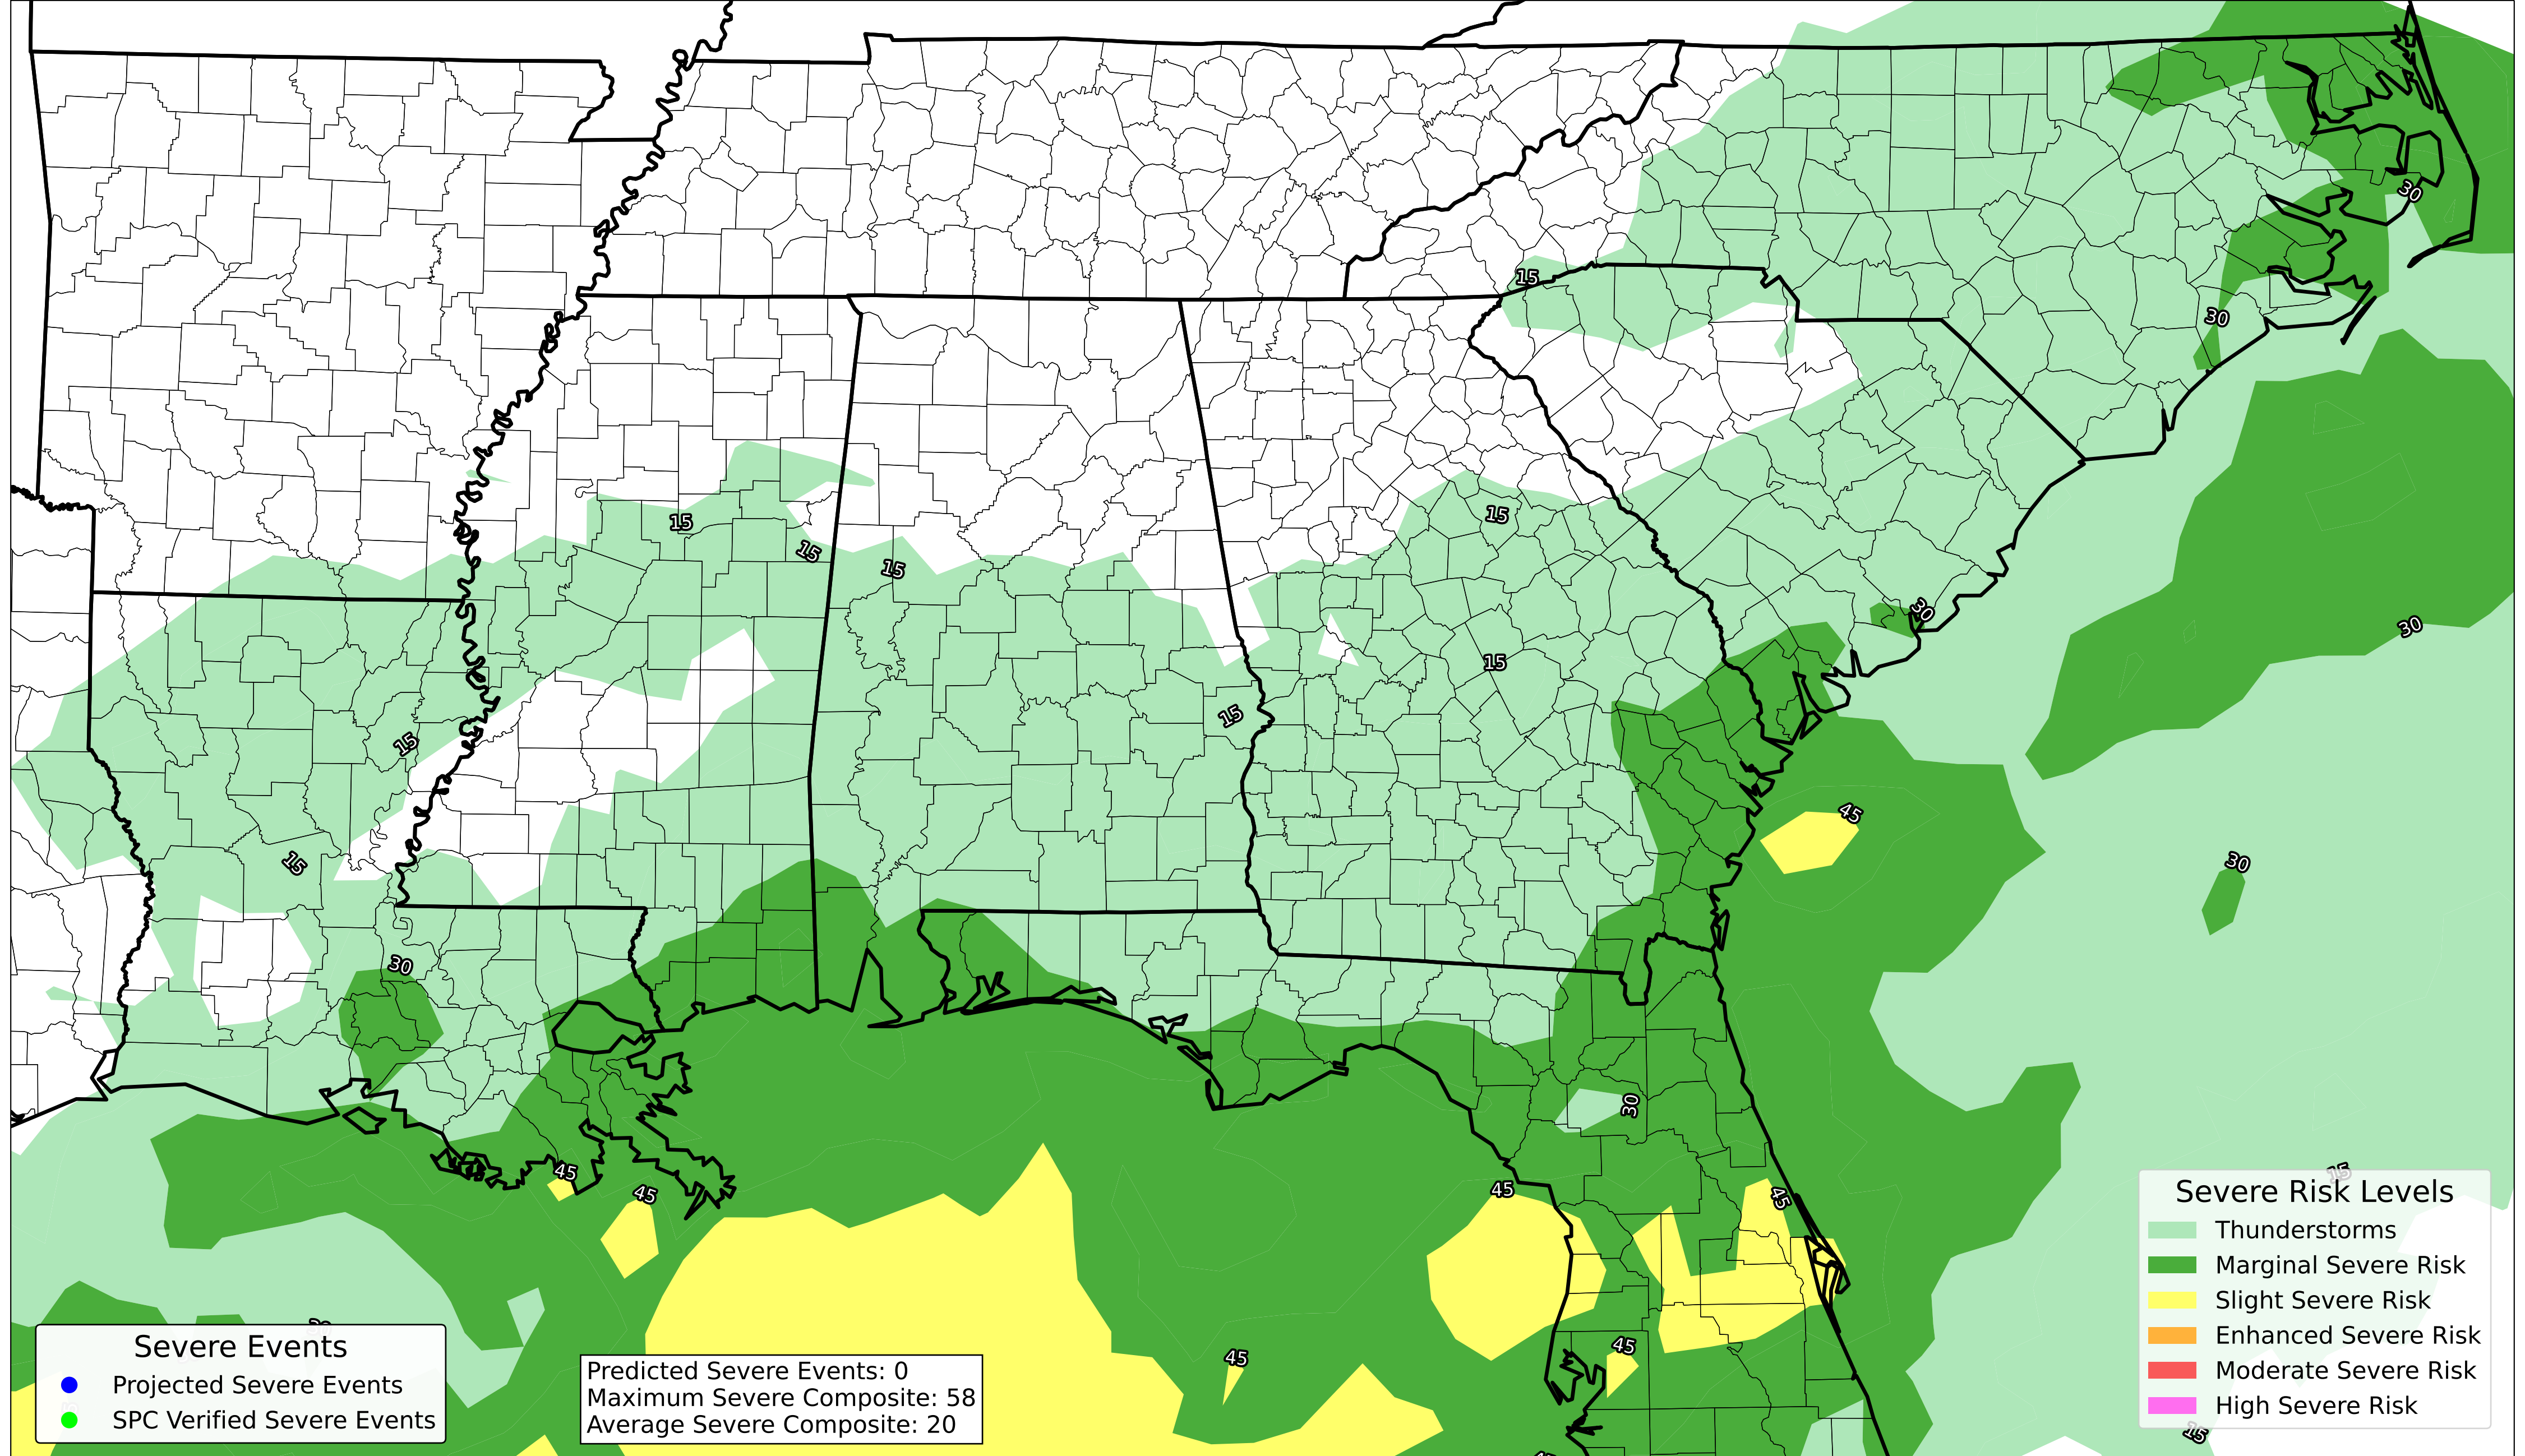 30
15
30
15
15
15
15
30
30
15
15
15
45
15
30
30
30
45
45
45
45
15
30
45
45
15
Severe Events
Projected Severe Events
SPC Verified Severe Events
Predicted Severe Events: 0
Maximum Severe Composite: 58
Average Severe Composite: 20
Severe Risk Levels
Thunderstorms
Marginal Severe Risk
Slight Severe Risk
Enhanced Severe Risk
Moderate Severe Risk
High Severe Risk